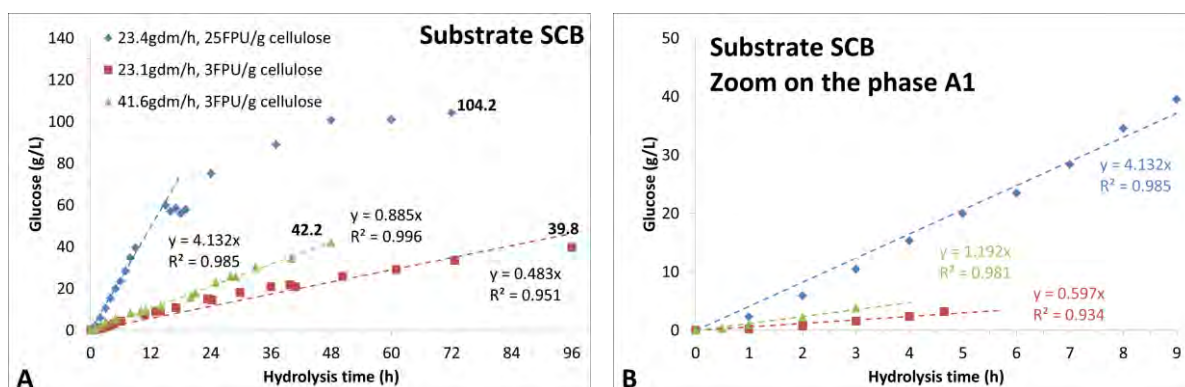 Substrate SCB
23.4gdm/h, 25FPU/g cellulose
23.1gdm/h, 3FPU/g cellulose
41.6gdm/h, 3FPU/g cellulose
Glucose (g/L)
140
120
100
80
60
40
20
0
104.2
42.2
39.8
y = 4.132x
R² = 0.985
y = 0.885x
R² = 0.996
y = 0.483x
R² = 0.951
0 12 24 36 48 60 72 84 96
Hydrolysis time (h)
A
Substrate SCB
Zoom on the phase A1
Glucose (g/L)
50
40
30
20
10
0
y = 4.132x
R² = 0.985
y = 1.192x
R² = 0.981
y = 0.597x
R² = 0.934
0 1 2 3 4 5 6 7 8 9
Hydrolysis time (h)
B